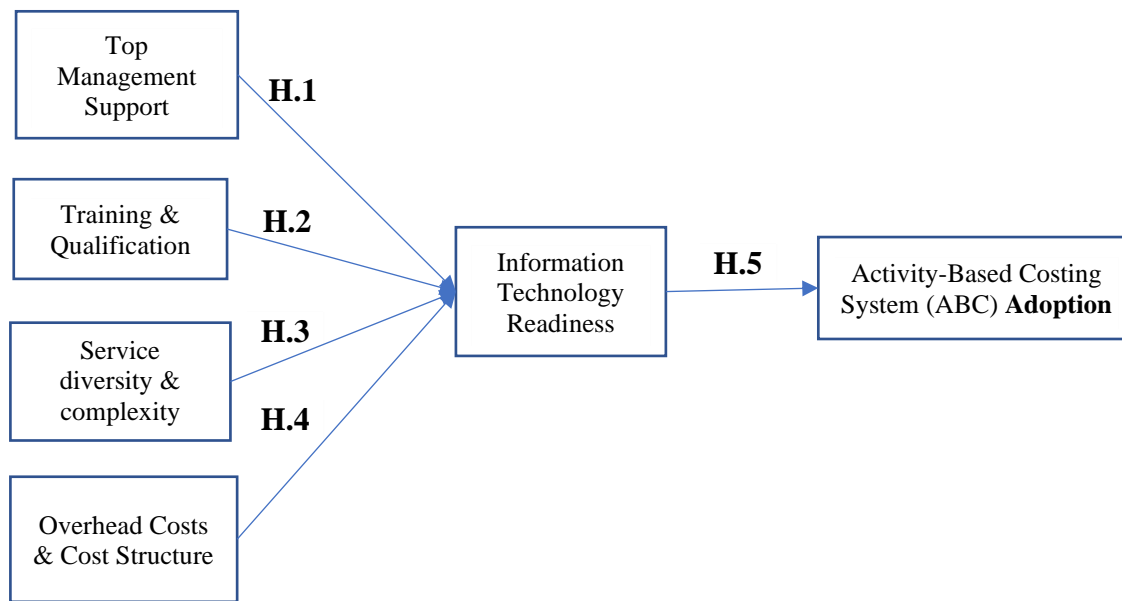 Top
Management
Support
H.1
Training &
Qualification
H.2
Service
diversity &
complexity
H.3
Overhead Costs
& Cost Structure
H.4
Information
Technology
Readiness
H.5
Activity-Based Costing
System (ABC) Adoption